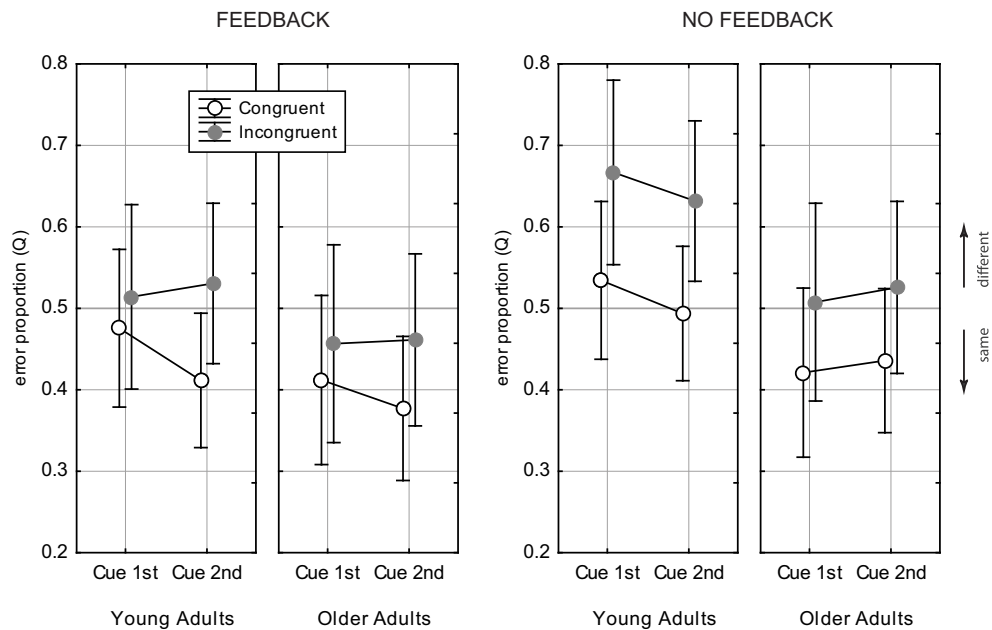 FEEDBACK
NO FEEDBACK
0.8
0.7
0.6
0.5
0.4
0.3
0.2
error proportion (Q)
Congruent
Incongruent
Cue 1st Cue 2nd
Cue 1st Cue 2nd
Young Adults
Older Adults
0.8
0.7
0.6
0.5
0.4
0.3
0.2
error proportion (Q)
Cue 1st Cue 2nd
Cue 1st Cue 2nd
Young Adults
Older Adults
different
same